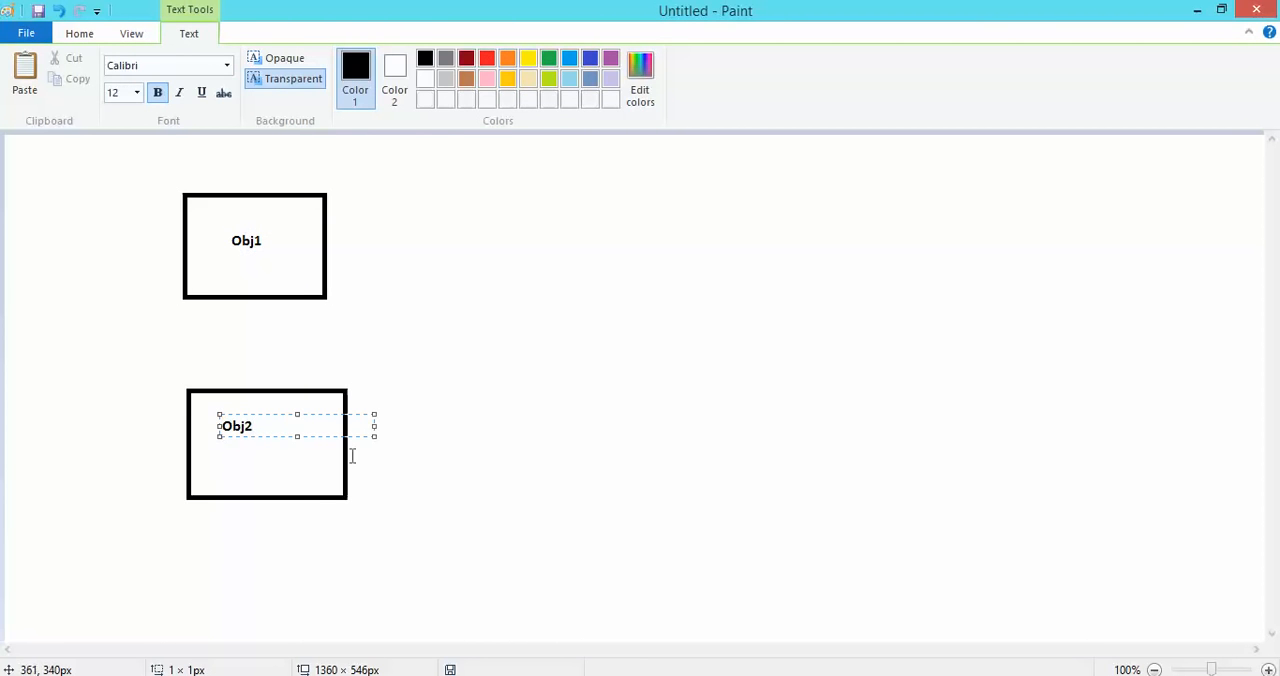 Text Tools
Untitled - Paint
File
Home
View
Text
Paste
Cut
Copy
Clipboard
Calibri
12
B
I
U
abc
Font
A
Opaque
A
Transparent
Background
Color
1
Color
2
Edit
colors
Colors
Obj1
Obj2
361, 340px
1 × 1px
1360 × 546px
100%